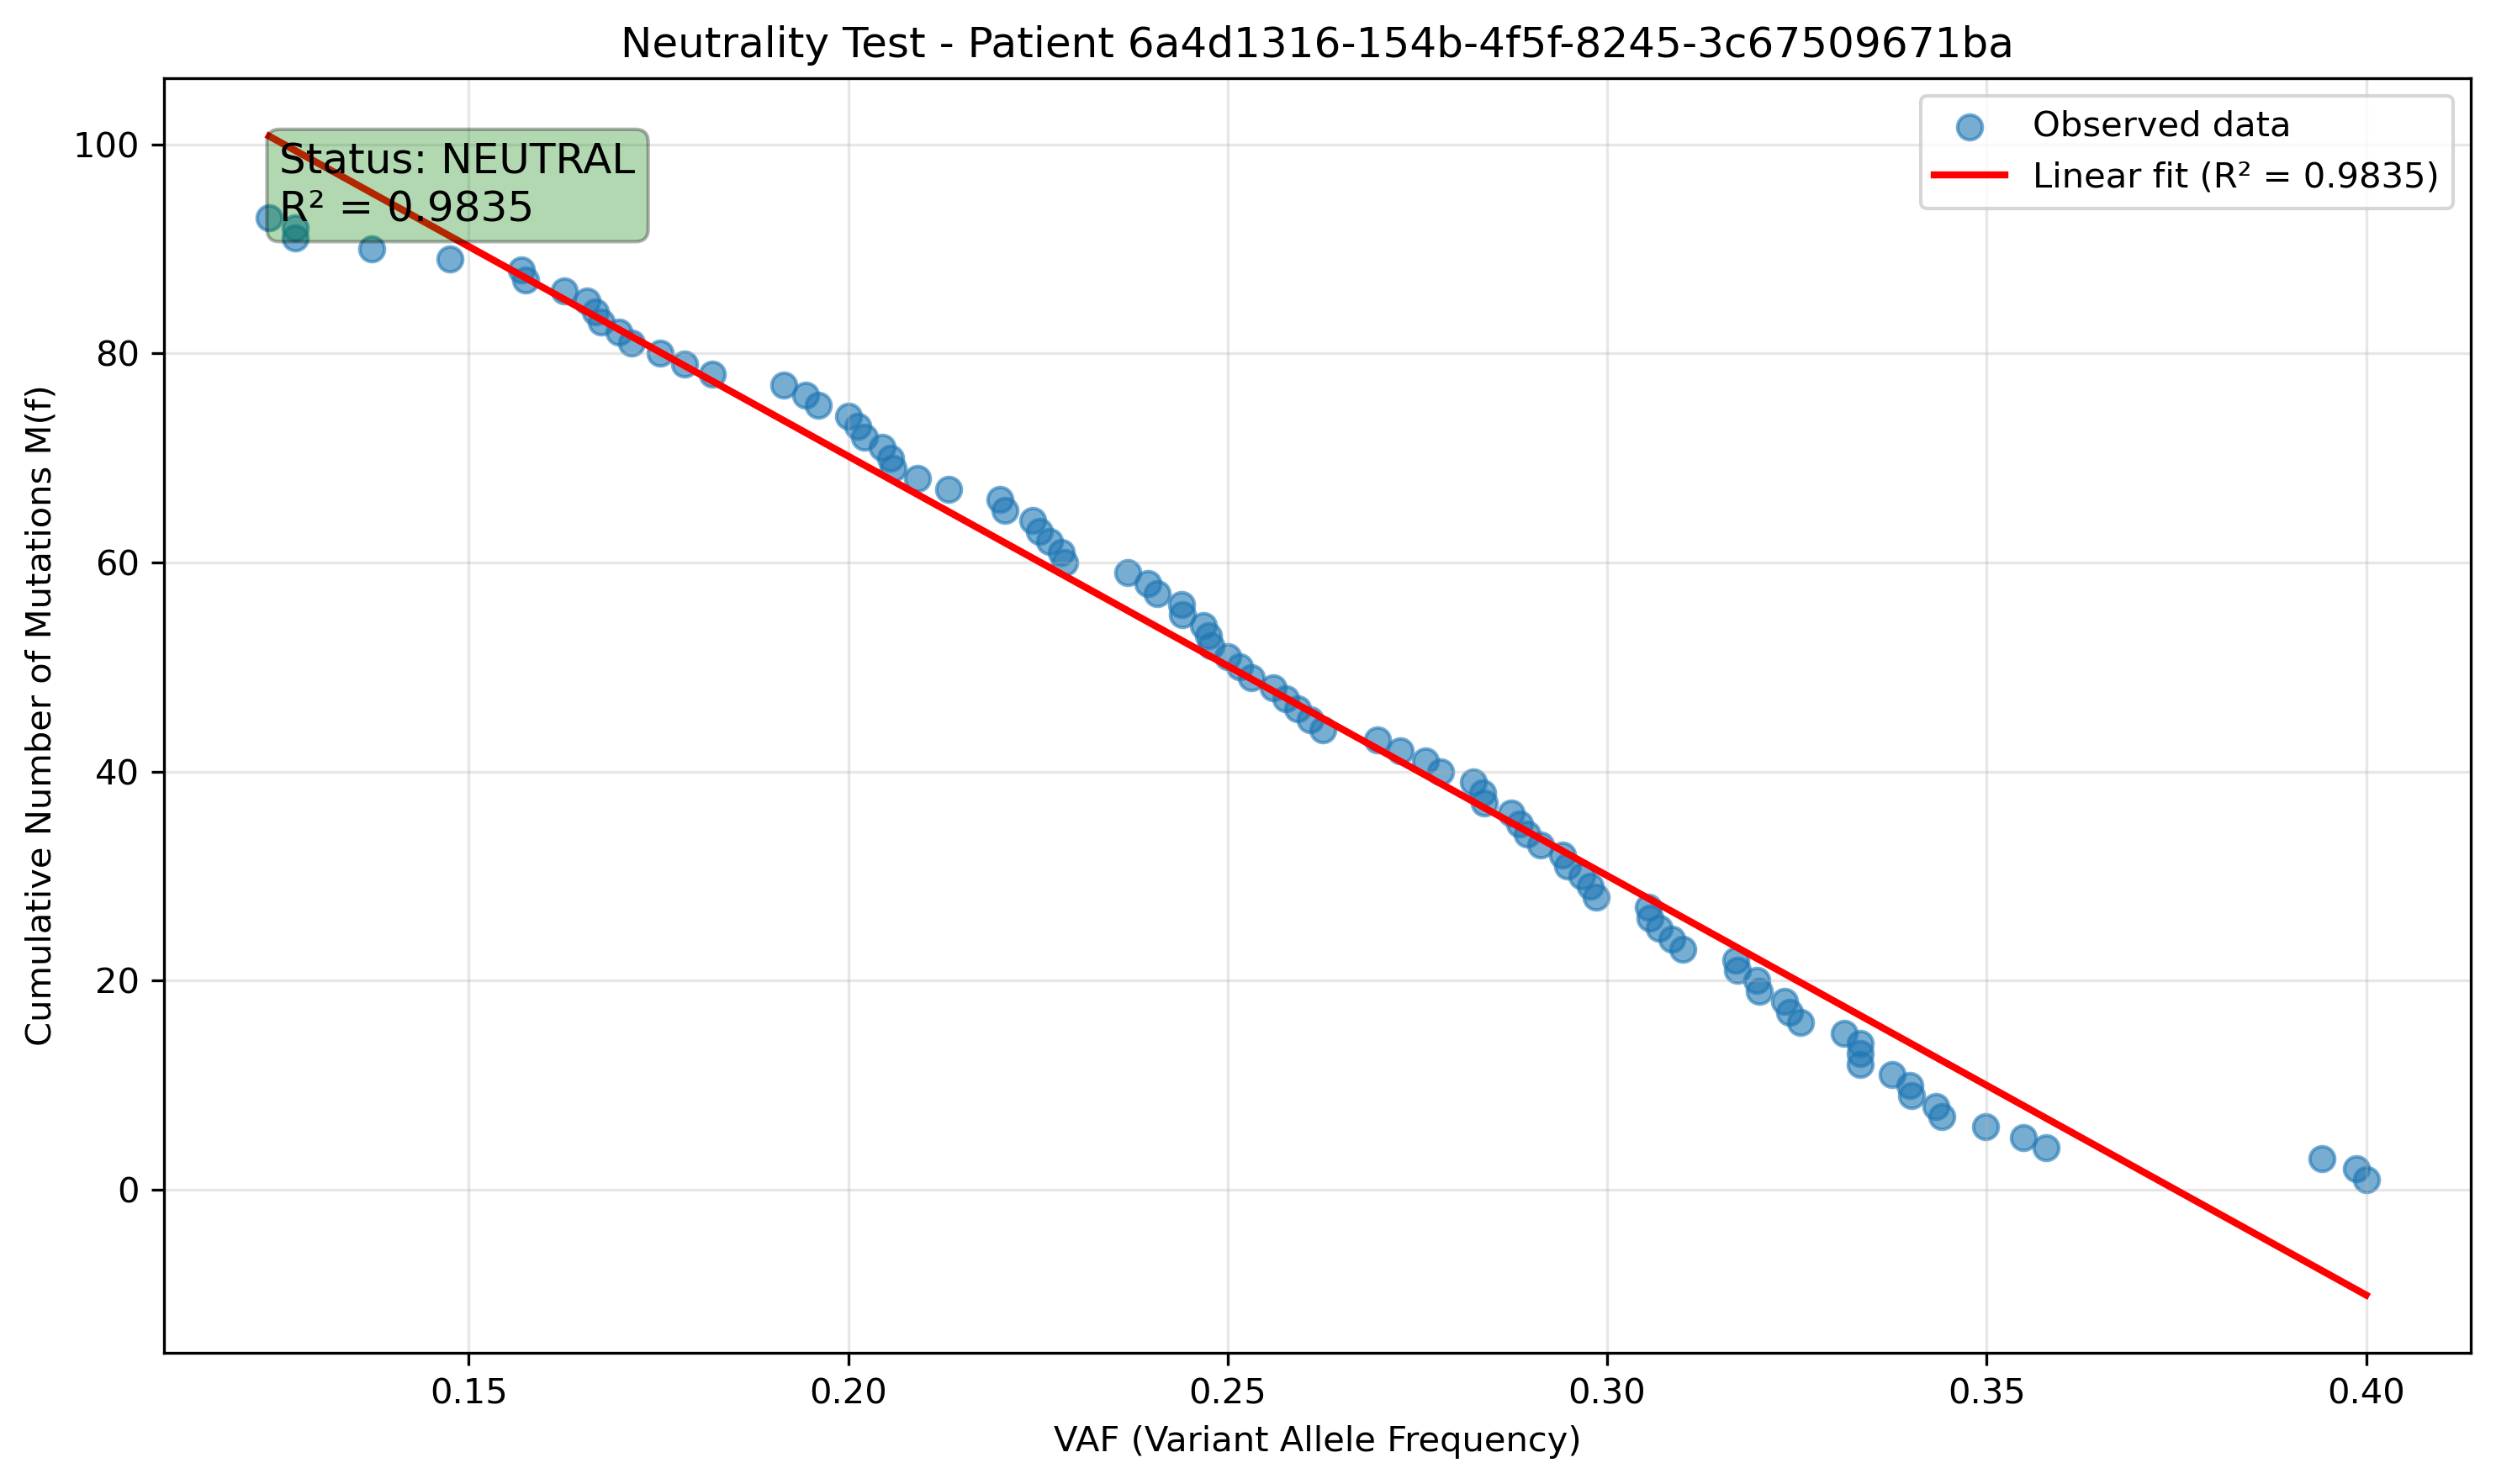 Neutrality Test - Patient 6a4d1316-154b-4f5f-8245-3c67509671ba
Status: NEUTRAL
R² = 0.9835
Observed data
Linear fit (R² = 0.9835)
Cumulative Number of Mutations M(f)
100
80
60
40
20
0
0.15
0.20
0.25
0.30
0.35
0.40
VAF (Variant Allele Frequency)